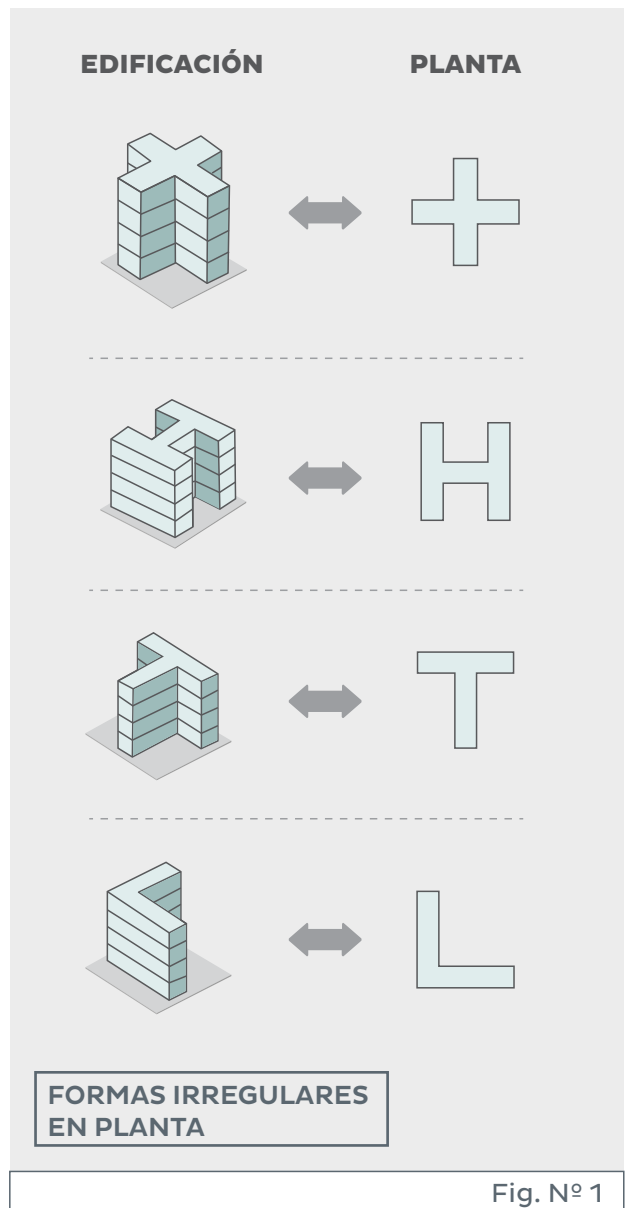 EDIFICACIÓN PLANTA
FORMAS IRREGULARES
EN PLANTA
Fig. Nº 1